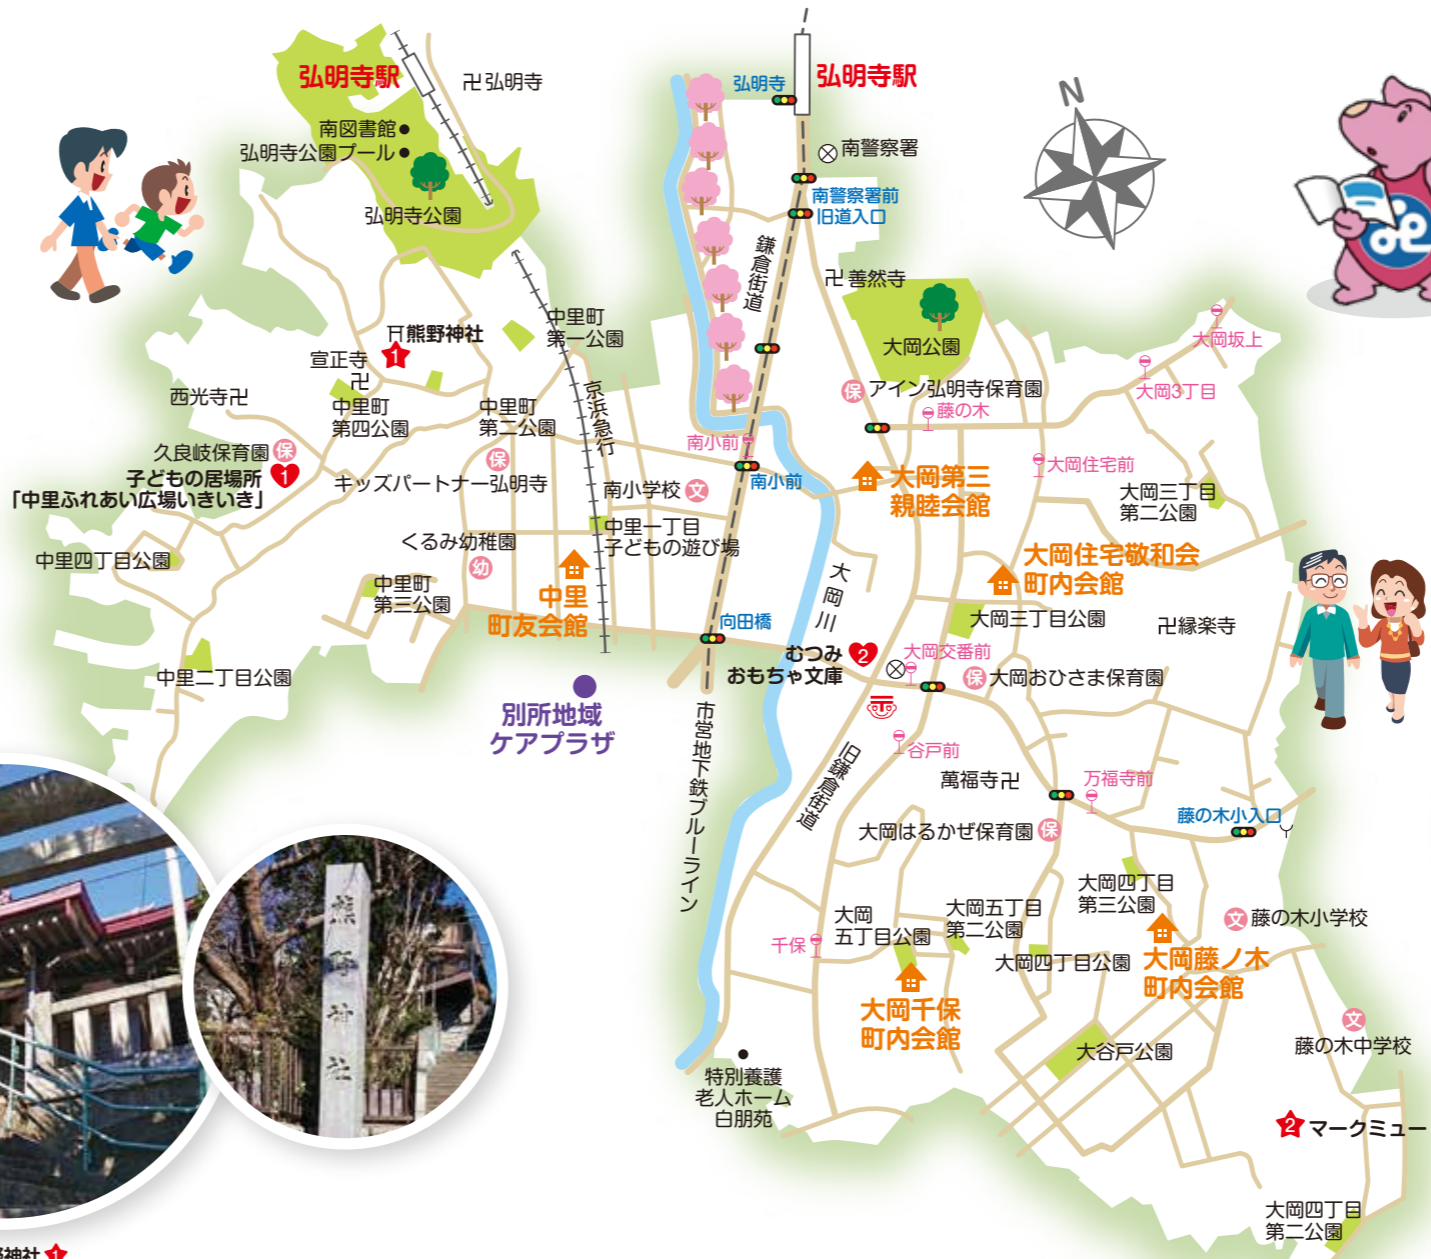 弘明寺駅
卍弘明寺
弘明寺
弘明寺駅
N
南図書館
弘明寺公園プール
弘明寺公園
南警察署
南警察署前
旧道入口
鎌倉街道
卍善然寺
大岡公園
大岡坂上
大岡3丁目
熊野神社
1
宣正寺
卍
中里町
第一公園
西光寺卍
中里町
第四公園
中里町
第二公園
京浜急行
保
アイン弘明寺保育園
藤の木
久良岐保育園
保
子どもの居場所
「中里ふれあい広場いきいき」
1
保
キッズパートナー弘明寺
南小前
南小前
南小学校
文
大岡第三
親睦会館
大岡住宅前
大岡三丁目
第二公園
中里四丁目公園
くるみ幼稚園
幼
中里一丁目
子どもの遊び場
中里町
第三公園
中里
町友会館
大岡川
大岡住宅敬和会
町内会館
大岡三丁目公園
卍縁楽寺
向田橋
むつみ
おもちゃ文庫
2
大岡交番前
保
大岡おひさま保育園
中里二丁目公園
別所地域
ケアプラザ
市営地下鉄ブルーライン
旧鎌倉街道
谷戸前
萬福寺卍
万福寺前
藤の木小入口
大岡はるかぜ保育園
保
大岡四丁目
第三公園
文
藤の木小学校
大岡
五丁目公園
大岡五丁目
第二公園
千保
大岡四丁目公園
大岡藤ノ木
町内会館
大岡千保
町内会館
文
藤の木中学校
大谷戸公園
特別養護
老人ホーム
白朋苑
2
マークミュー
大岡四丁目
第二公園
熊野神社
神社
1